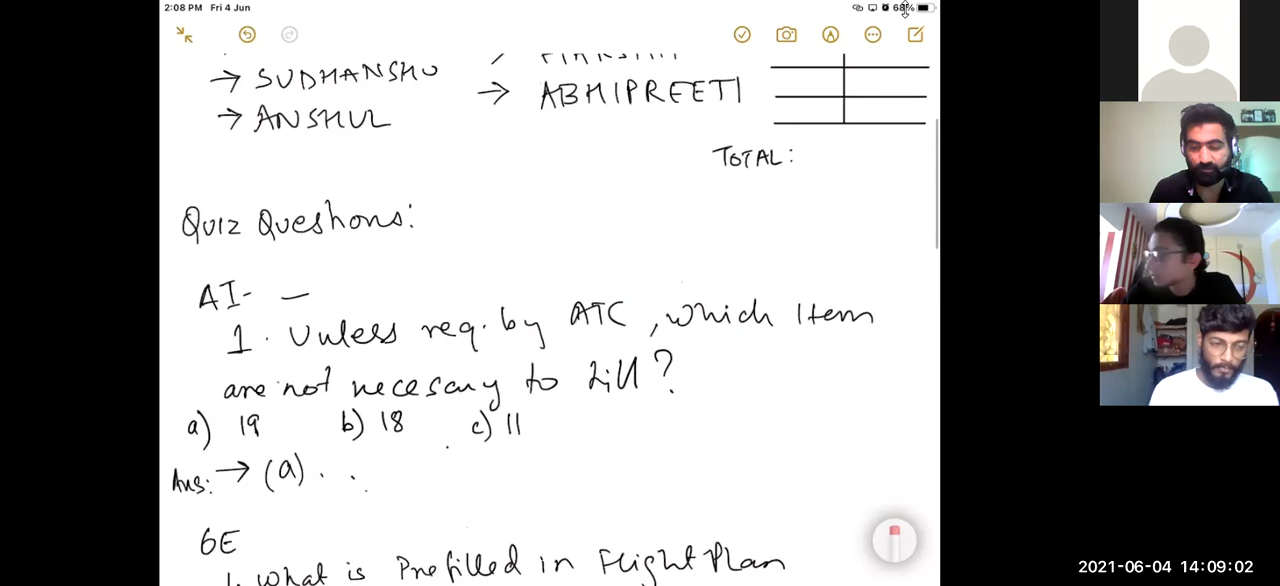 2:08 PM Fri 4 Jun
68%
→ SUDHANSHU
→ ABHIPREETI
→ ANSHUL
TOTAL:
Quiz Questions:
AI- —
1. Unless req. by ATC, which Item
are not necesary to fill?
a) 19 b) 18 c) 11
Ans: → (a) . .
6E
1. What is Prefilled in Flight Plan
2021-06-04 14:09:02